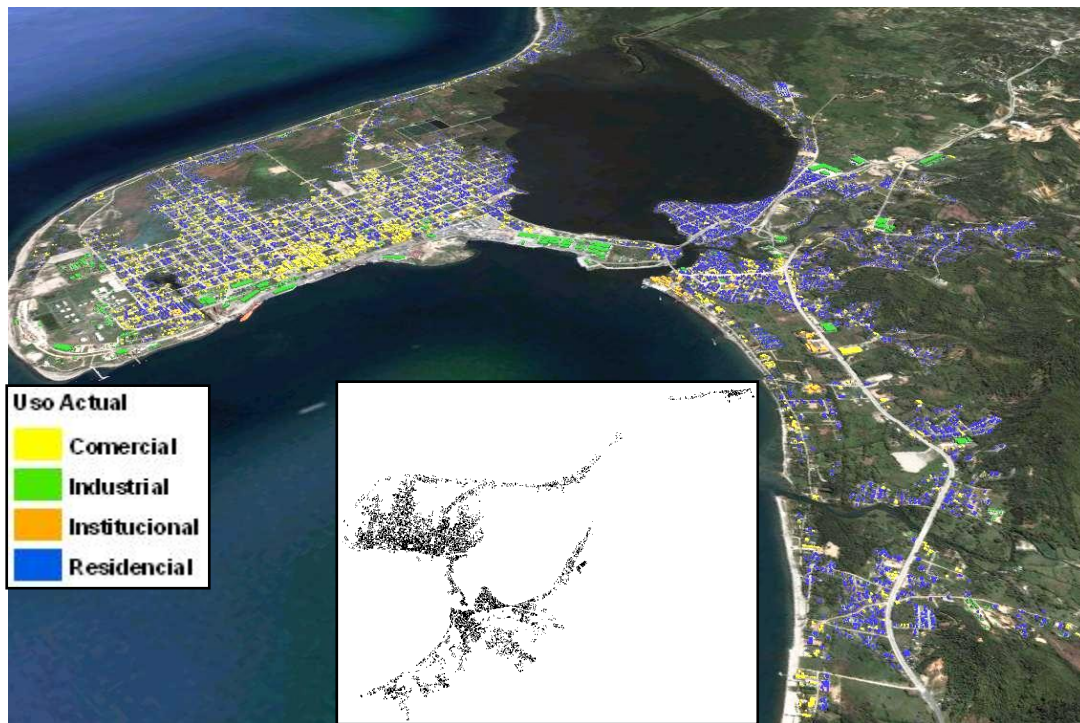 Uso Actual
Comercial
Industrial
Institucional
Residencial